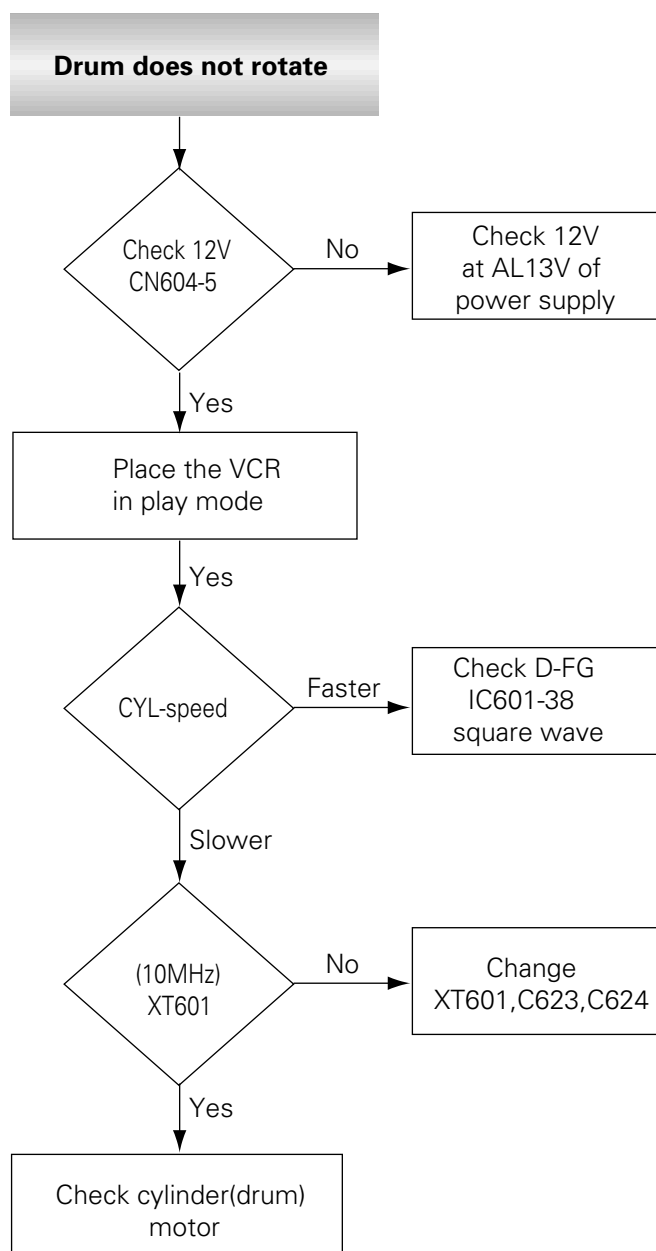 Drum does not rotate
Check 12V
CN604-5
No
Check 12V
at AL13V of
power supply
Yes
Place the VCR
in play mode
Yes
CYL-speed
Faster
Check D-FG
IC601-38
square wave
Slower
(10MHz)
XT601
No
Change
XT601,C623,C624
Yes
Check cylinder(drum)
motor